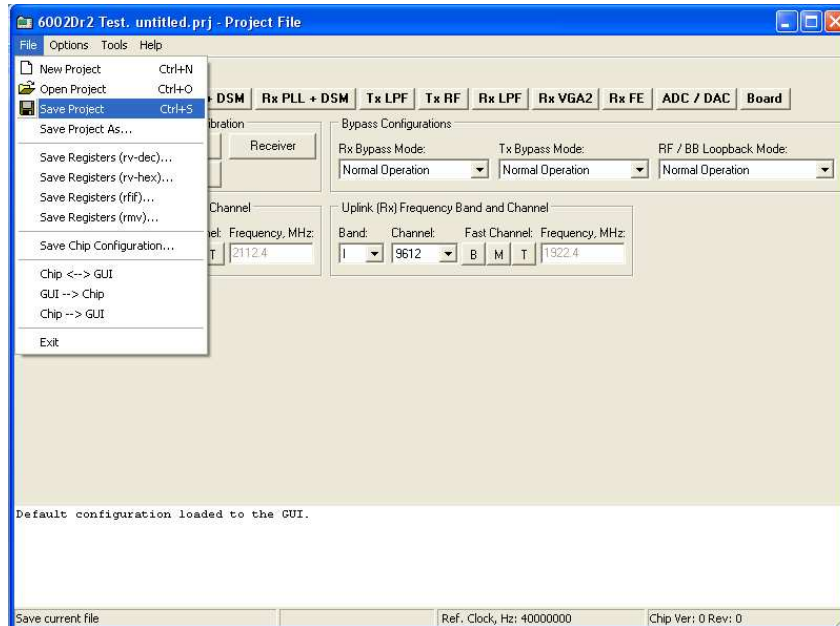 6002Dr2 Test. untitled.prj - Project File
File Options Tools Help
New Project Ctrl+N
Open Project Ctrl+O
Save Project Ctrl+S
Save Project As...
Save Registers (rv-dec)...
Save Registers (rv-hex)...
Save Registers (rfif)...
Save Registers (rmv)...
Save Chip Configuration...
Chip <--> GUI
GUI --> Chip
Chip --> GUI
Exit
+ DSM Rx PLL + DSM Tx LPF Tx RF Rx LPF Rx VGA2 Rx FE ADC / DAC Board
Receiver
Bypass Configurations
Rx Bypass Mode: Tx Bypass Mode: RF / BB Loopback Mode:
Normal Operation Normal Operation Normal Operation
Channel
Frequency, MHz:
T 2112.4
Uplink (Rx) Frequency Band and Channel
Band: Channel: Fast Channel: Frequency, MHz:
I 9612 B M T 1922.4
Default configuration loaded to the GUI.
Save current file Ref. Clock, Hz: 40000000 Chip Ver: 0 Rev: 0